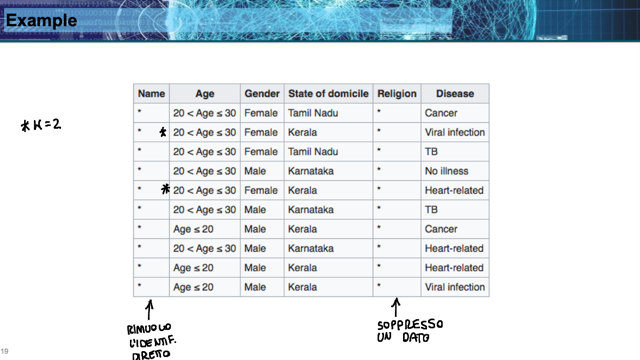 Example
Name Age Gender State of domicile Religion Disease
* 20 < Age ≤ 30 Female Tamil Nadu * Cancer
* * 20 < Age ≤ 30 Female Kerala * Viral infection
* 20 < Age ≤ 30 Female Tamil Nadu * TB
* 20 < Age ≤ 30 Male Karnataka * No illness
* * 20 < Age ≤ 30 Female Kerala * Heart-related
* 20 < Age ≤ 30 Male Karnataka * TB
* Age ≤ 20 Male Kerala * Cancer
* 20 < Age ≤ 30 Male Karnataka * Heart-related
* Age ≤ 20 Male Kerala * Heart-related
* Age ≤ 20 Male Kerala * Viral infection
* K=2
RIMUOVO
L'IDENTIF.
DIRETTO
SOPPRESSO
UN DATO
19